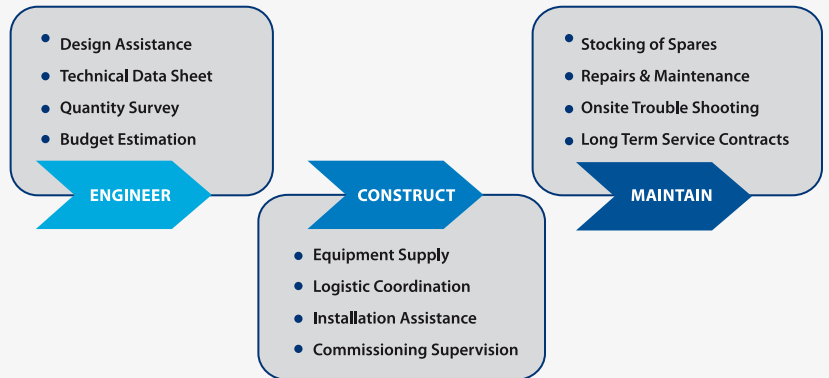 Design Assistance
Technical Data Sheet
Quantity Survey
Budget Estimation
ENGINEER
CONSTRUCT
Equipment Supply
Logistic Coordination
Installation Assistance
Commissioning Supervision
Stocking of Spares
Repairs & Maintenance
Onsite Trouble Shooting
Long Term Service Contracts
MAINTAIN